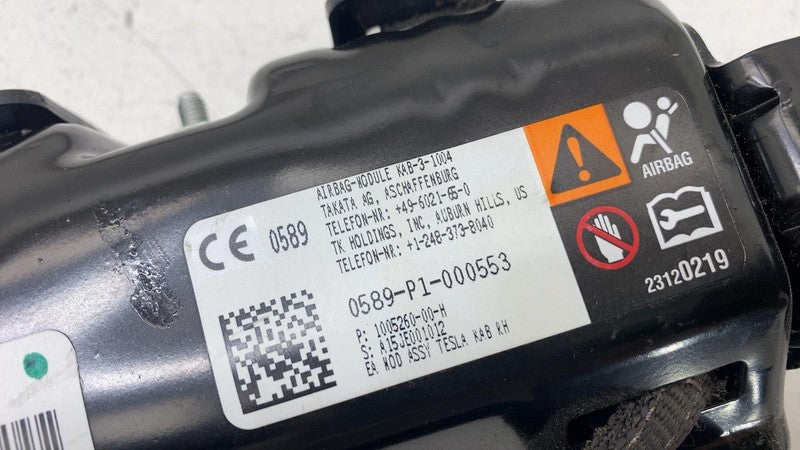 AIRBAG-MODULE KAB-3-1004
TAKATA AG, ASCHAFFENBURG
TELEFON-NR: +49-6021-65-0
TK HOLDINGS, INC, AUBURN HILLS, US
TELEFON-NR: +1-248-373-8040
CE 0589
0589-P1-000553
P: 1005260-00-H
S: A15JE001012
EA MOD ASSY TESLA KAB RH
AIRBAG
23120219